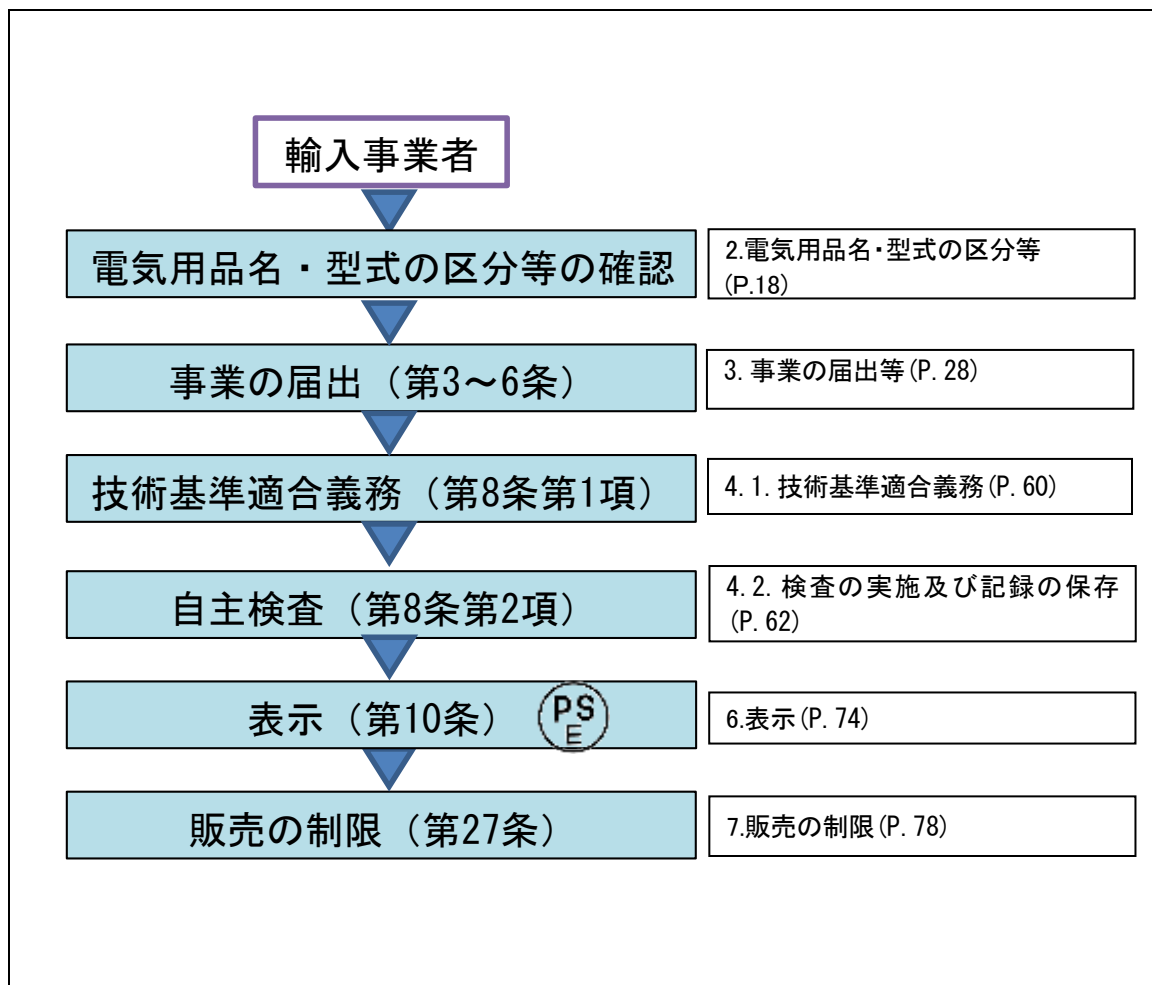 輸入事業者
電気用品名・型式の区分等の確認
2.電気用品名・型式の区分等
(P.18)
事業の届出（第3～6条）
3.事業の届出等(P.28)
技術基準適合義務（第8条第1項）
4.1.技術基準適合義務(P.60)
自主検査（第8条第2項）
4.2.検査の実施及び記録の保存
(P.62)
表示（第10条）
PS
E
6.表示(P.74)
販売の制限（第27条）
7.販売の制限(P.78)